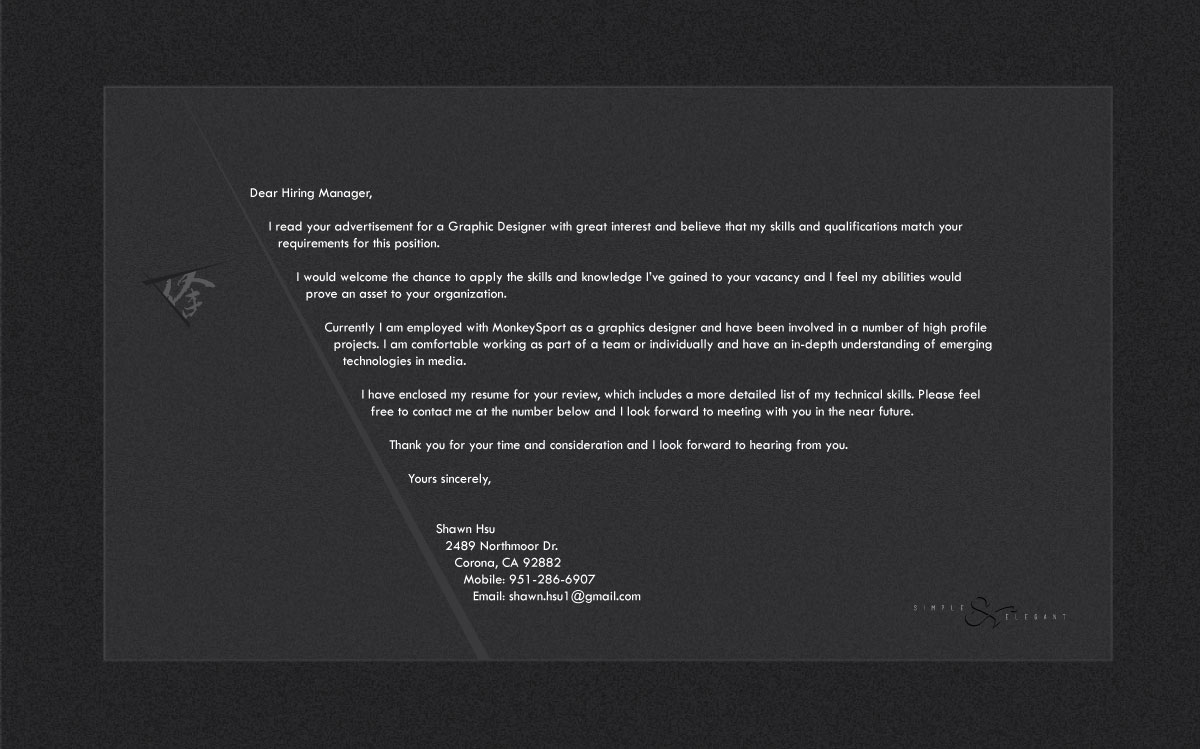 Dear Hiring Manager,
I read your advertisement for a Graphic Designer with great interest and believe that my skills and qualifications match your
requirements for this position.
I would welcome the chance to apply the skills and knowledge I've gained to your vacancy and I feel my abilities would
prove an asset to your organization.
Currently I am employed with MonkeySport as a graphics designer and have been involved in a number of high profile
projects. I am comfortable working as part of a team or individually and have an in-depth understanding of emerging
technologies in media.
I have enclosed my resume for your review, which includes a more detailed list of my technical skills. Please feel
free to contact me at the number below and I look forward to meeting with you in the near future.
Thank you for your time and consideration and I look forward to hearing from you.
Yours sincerely,
Shawn Hsu
2489 Northmoor Dr.
Corona, CA 92882
Mobile: 951-286-6907
Email: shawn.hsu1@gmail.com
SIMPLE & ELEGANT